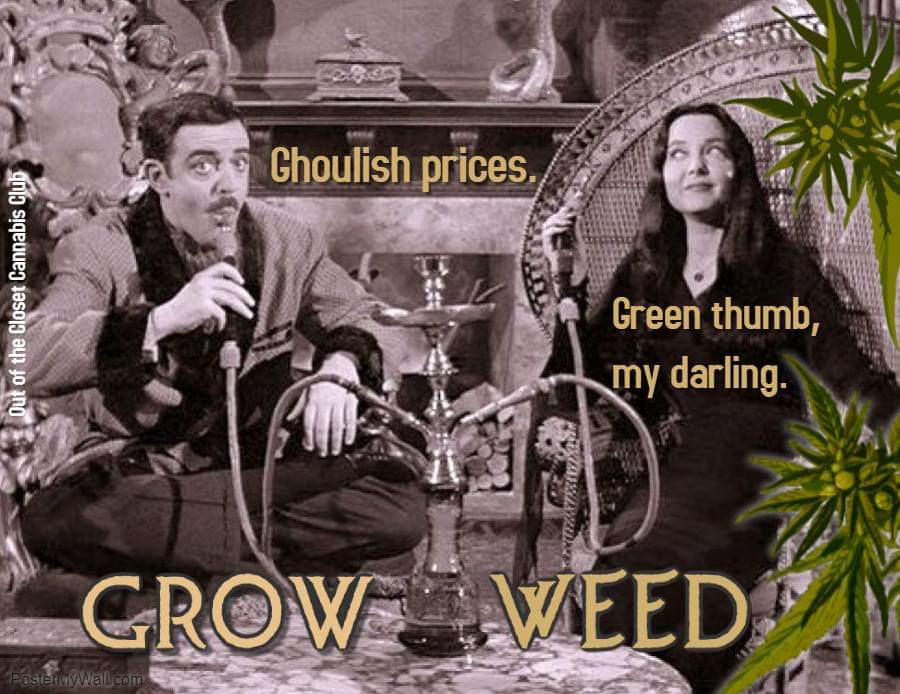 Ghoulish prices.
Green thumb,
my darling.
Out of the Closet Cannabis Club
GROW WEED
PosterMyWall.com